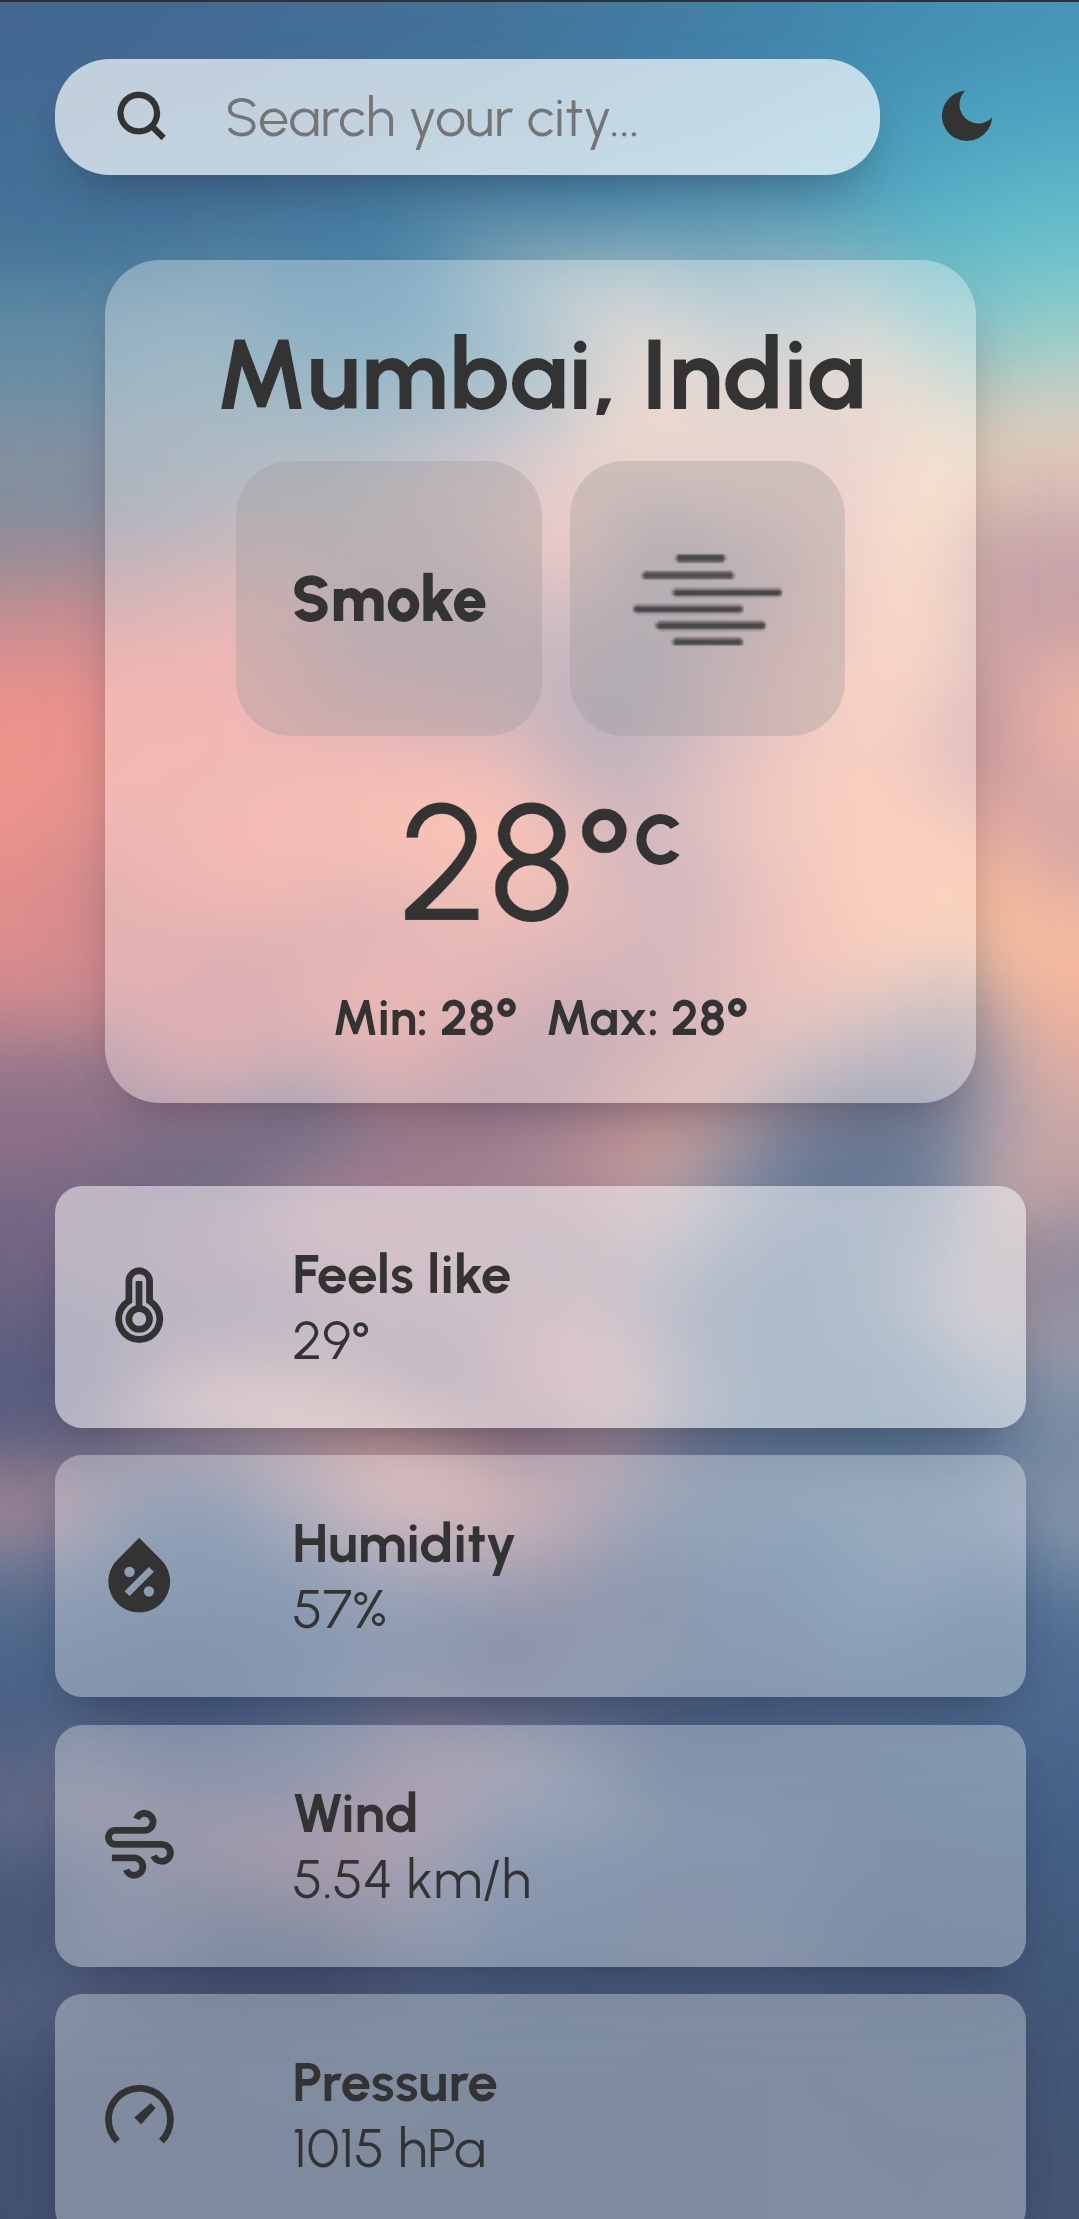 Search your city...
Mumbai, India
Smoke
28°C
Min: 28° Max: 28°
Feels like
29°
Humidity
57%
Wind
5.54 km/h
Pressure
1015 hPa